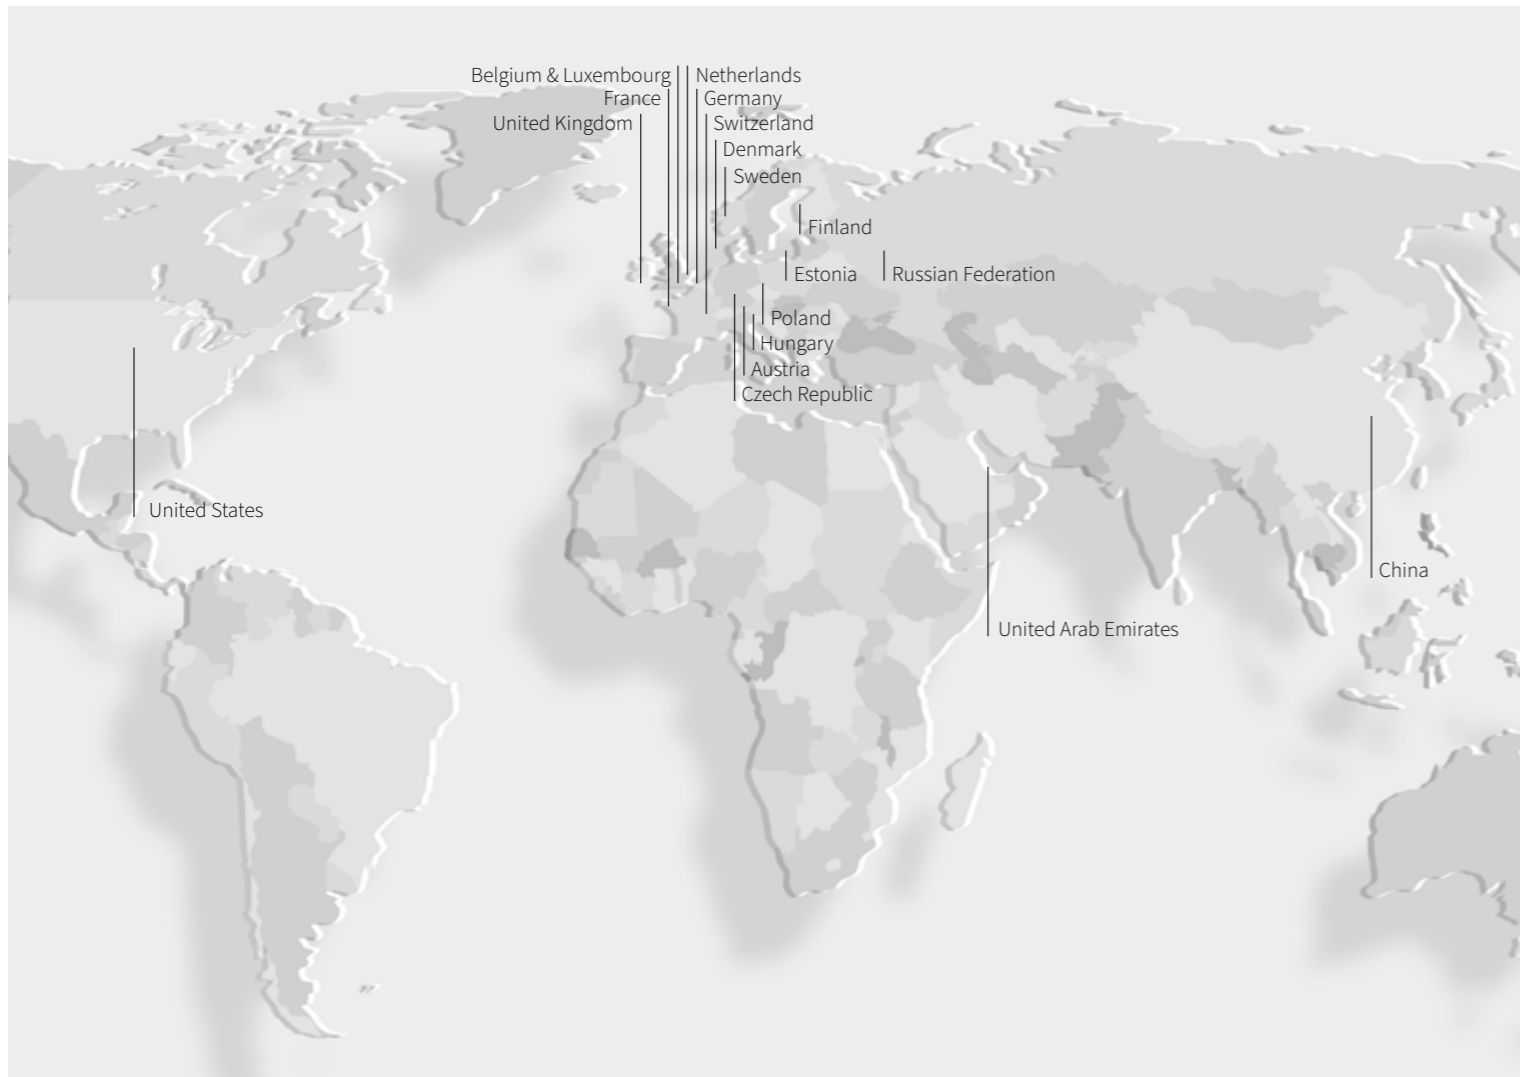 Belgium & Luxembourg
Netherlands
France
Germany
United Kingdom
Switzerland
Denmark
Sweden
Finland
Estonia
Russian Federation
Poland
Hungary
Austria
Czech Republic
United States
China
United Arab Emirates